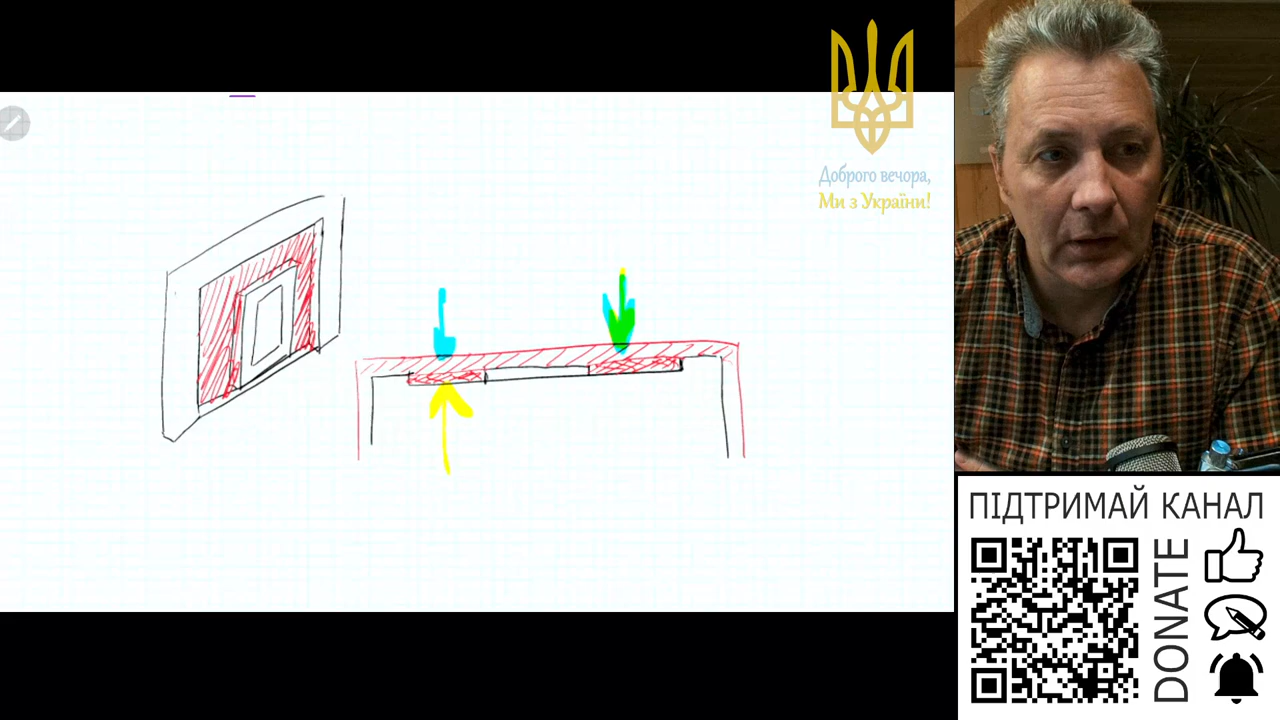 Доброго вечора,
Ми з України!
ПІДТРИМАЙ КАНАЛ
DONATE